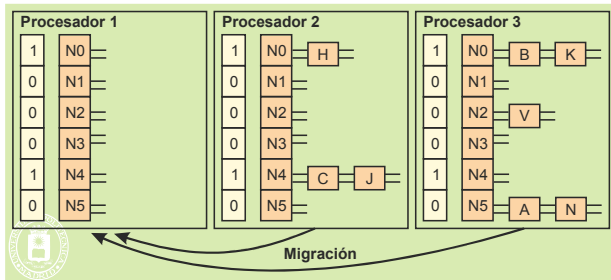 Procesador 1 Procesador 2 Procesador 3
1 N0 1 N0 H 1 N0 B K
0 N1 0 N1 0 N1
0 N2 0 N2 0 N2 V
0 N3 0 N3 0 N3
1 N4 1 N4 C J 1 N4
0 N5 0 N5 0 N5 A N
Migración